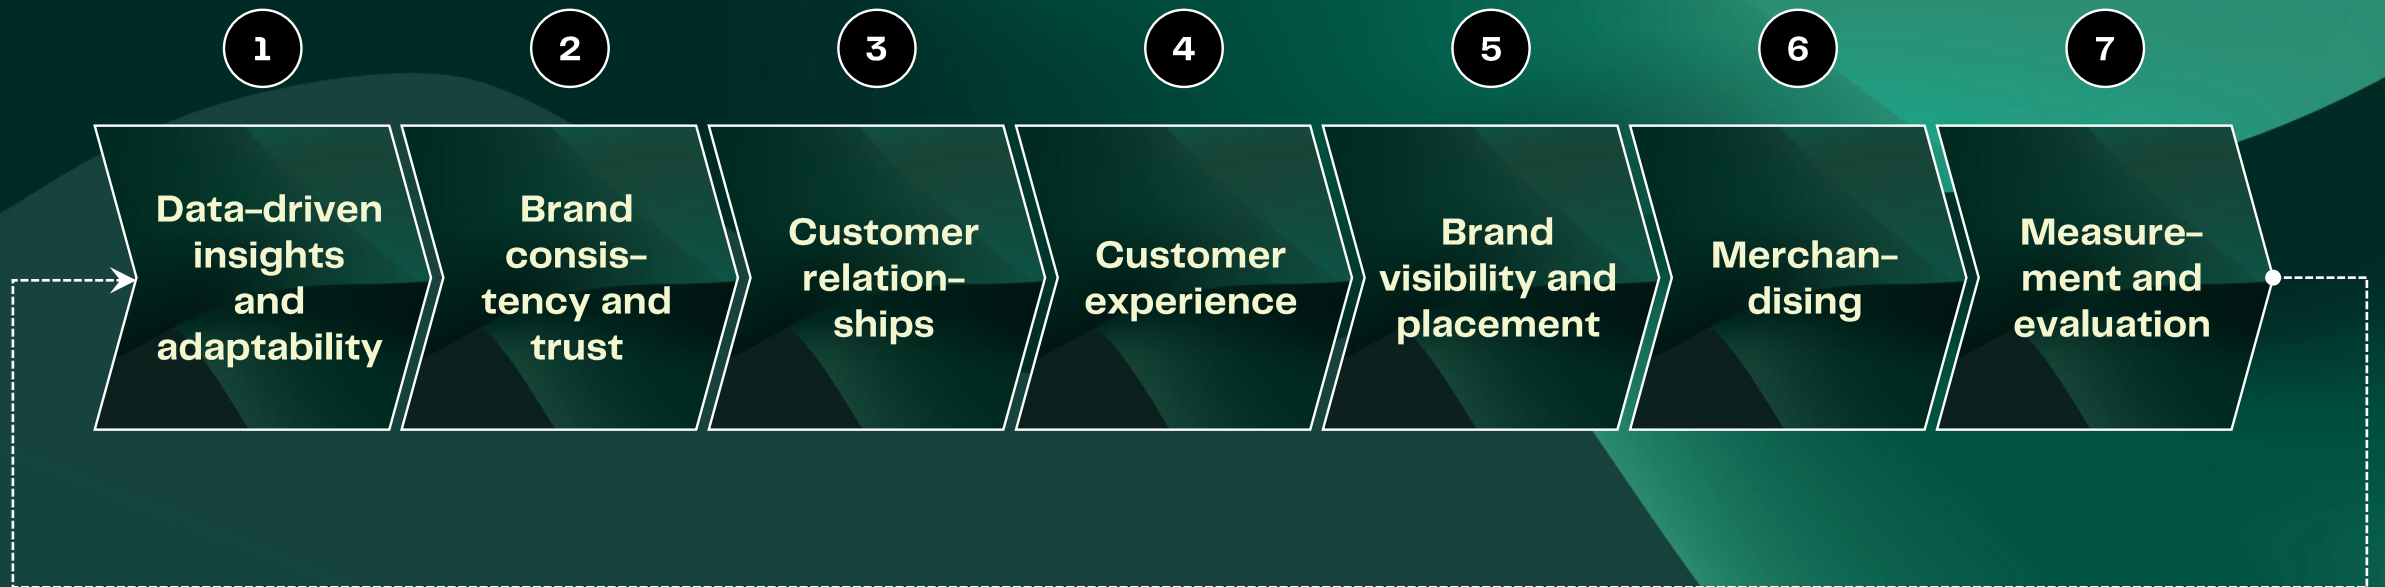 1
2
3
4
5
6
7
Data-driven
insights
and
adaptability
Brand
consis-
tency and
trust
Customer
relation-
ships
Customer
experience
Brand
visibility and
placement
Merchan-
dising
Measure-
ment and
evaluation